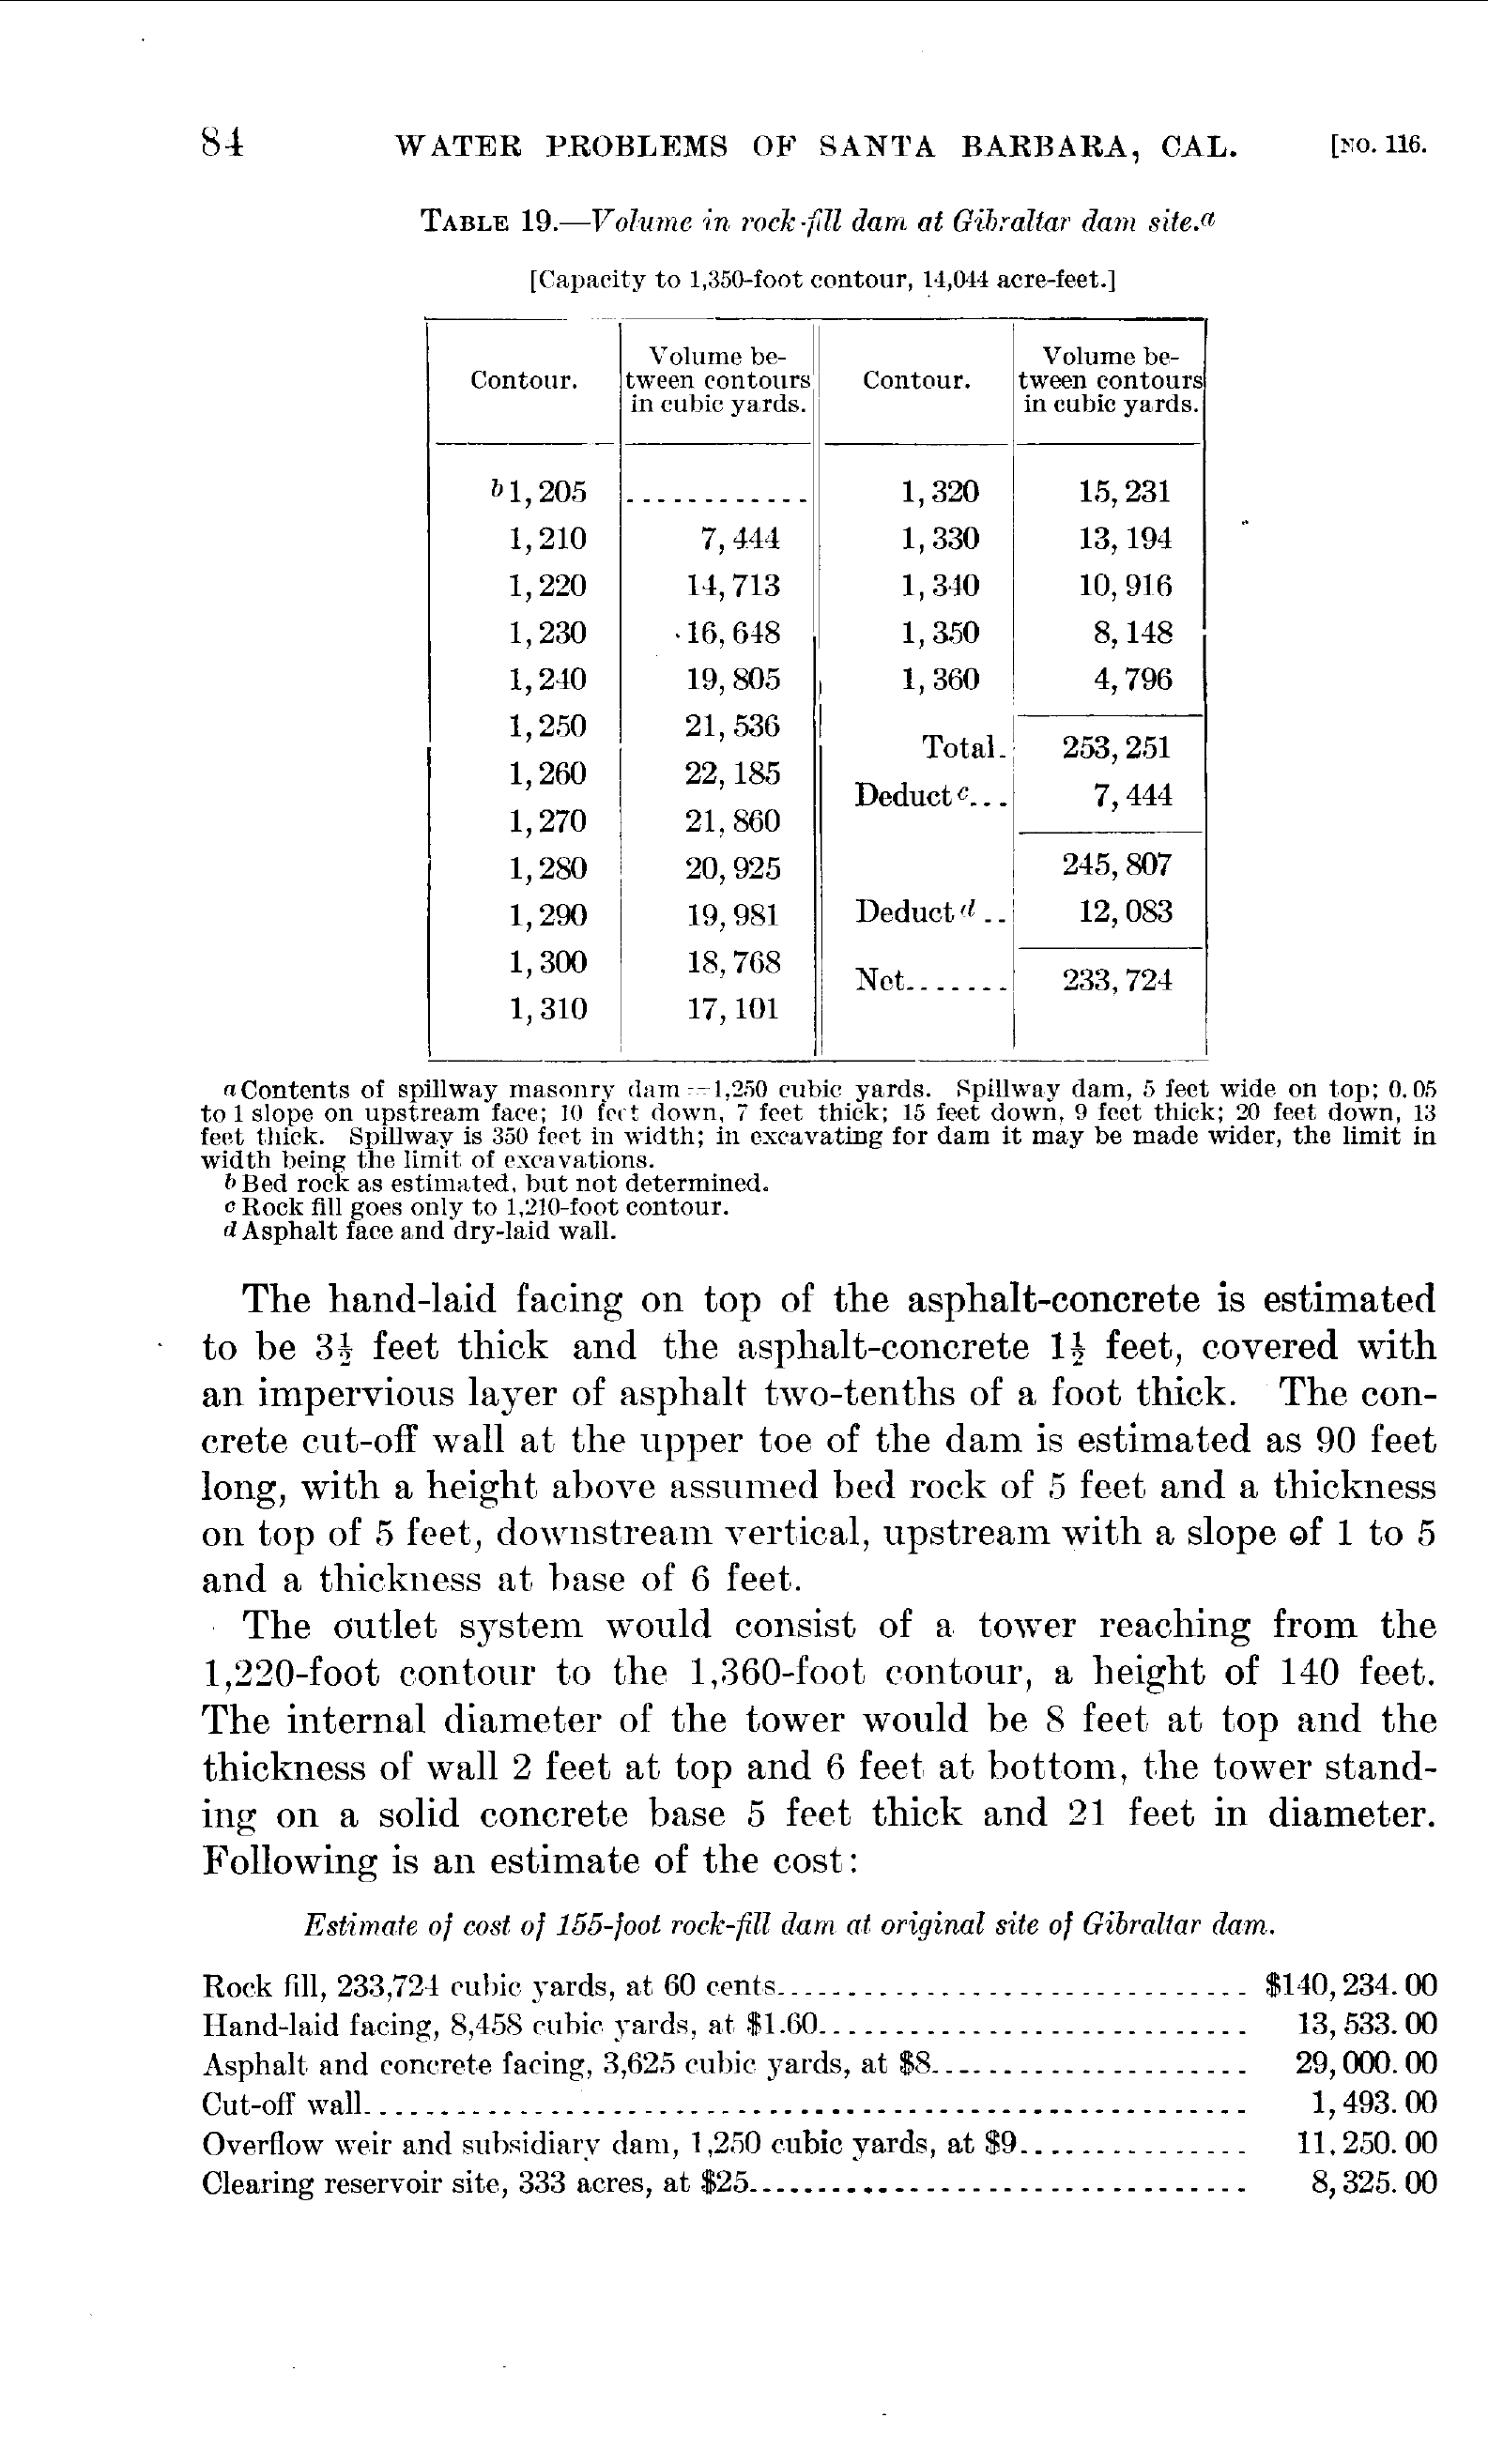 84 WATER PROBLEMS OF SANTA BARBARA, CAL. [NO. 116.
TABLE 19.—Volume in rock-fill dam at Gibraltar dam site.a
[Capacity to 1,350-foot contour, 14,044 acre-feet.]
Contour. Volume between contours in cubic yards. Contour. Volume between contours in cubic yards.
b 1,205 ............ 1,320 15,231
1,210 7,444 1,330 13,194
1,220 14,713 1,340 10,916
1,230 16,648 1,350 8,148
1,240 19,805 1,360 4,796
1,250 21,536 Total. 253,251
1,260 22,185 Deduct c... 7,444
1,270 21,860
1,280 20,925 245,807
1,290 19,981 Deduct d .. 12,083
1,300 18,768 Net....... 233,724
1,310 17,101
a Contents of spillway masonry dam=1,250 cubic yards. Spillway dam, 5 feet wide on top; 0.05
to 1 slope on upstream face; 10 feet down, 7 feet thick; 15 feet down, 9 feet thick; 20 feet down, 13
feet thick. Spillway is 350 feet in width; in excavating for dam it may be made wider, the limit in
width being the limit of excavations.
b Bed rock as estimated, but not determined.
c Rock fill goes only to 1,210-foot contour.
d Asphalt face and dry-laid wall.
The hand-laid facing on top of the asphalt-concrete is estimated
to be 3½ feet thick and the asphalt-concrete 1½ feet, covered with
an impervious layer of asphalt two-tenths of a foot thick. The con-
crete cut-off wall at the upper toe of the dam is estimated as 90 feet
long, with a height above assumed bed rock of 5 feet and a thickness
on top of 5 feet, downstream vertical, upstream with a slope of 1 to 5
and a thickness at base of 6 feet.
The outlet system would consist of a tower reaching from the
1,220-foot contour to the 1,360-foot contour, a height of 140 feet.
The internal diameter of the tower would be 8 feet at top and the
thickness of wall 2 feet at top and 6 feet at bottom, the tower stand-
ing on a solid concrete base 5 feet thick and 21 feet in diameter.
Following is an estimate of the cost:
Estimate of cost of 155-foot rock-fill dam at original site of Gibraltar dam.
Rock fill, 233,724 cubic yards, at 60 cents.............................. $140,234.00
Hand-laid facing, 8,458 cubic yards, at $1.60........................... 13,533.00
Asphalt and concrete facing, 3,625 cubic yards, at $8.................... 29,000.00
Cut-off wall......................................................... 1,493.00
Overflow weir and subsidiary dam, 1,250 cubic yards, at $9............... 11,250.00
Clearing reservoir site, 333 acres, at $25................................ 8,325.00